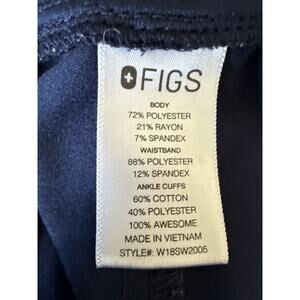 FIGS
BODY
72% POLYESTER
21% RAYON
7% SPANDEX
WAISTBAND
88% POLYESTER
12% SPANDEX
ANKLE CUFFS
60% COTTON
40% POLYESTER
100% AWESOME
MADE IN VIETNAM
STYLE#: W18SW2005